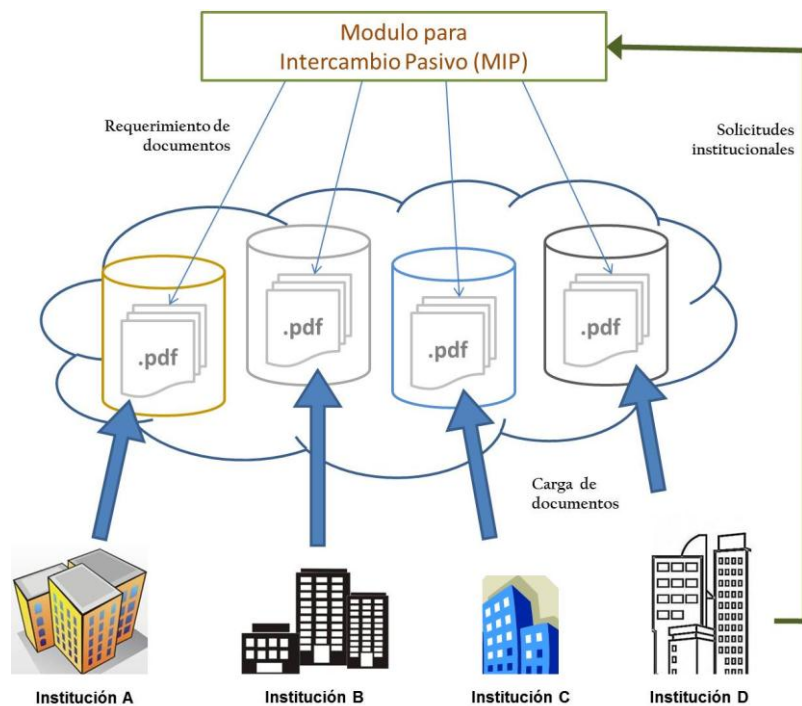 Modulo para
Intercambio Pasivo (MIP)
Requerimiento de
documentos
Solicitudes
institucionales
.pdf
.pdf
.pdf
.pdf
Carga de
documentos
Institución A
Institución B
Institución C
Institución D